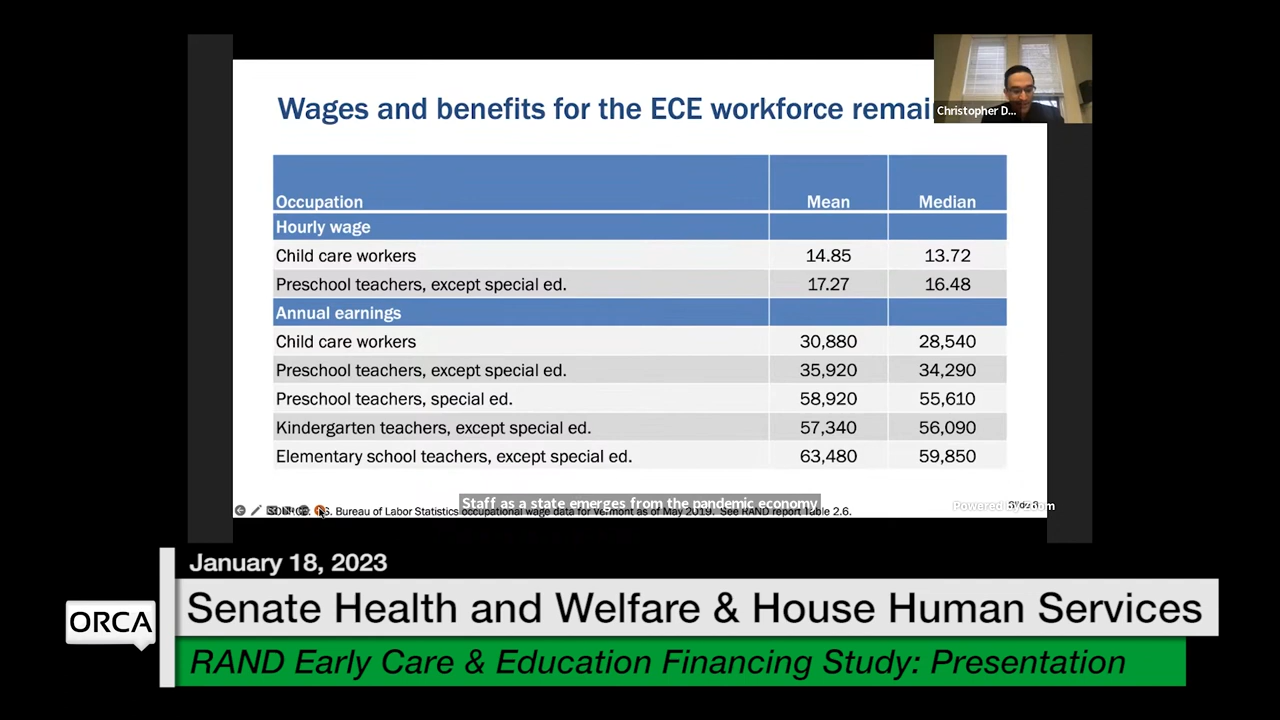 Wages and benefits for the ECE workforce remai
Christopher D...
Occupation Mean Median
Hourly wage
Child care workers 14.85 13.72
Preschool teachers, except special ed. 17.27 16.48
Annual earnings
Child care workers 30,880 28,540
Preschool teachers, except special ed. 35,920 34,290
Preschool teachers, special ed. 58,920 55,610
Kindergarten teachers, except special ed. 57,340 56,090
Elementary school teachers, except special ed. 63,480 59,850
Staff as a state emerges from the pandemic economy
Bureau of Labor Statistics occupational wage data for Vermont as of May 2019. See RAND report Table 2.6.
Powered by Zoom
January 18, 2023
ORCA
Senate Health and Welfare & House Human Services
RAND Early Care & Education Financing Study: Presentation